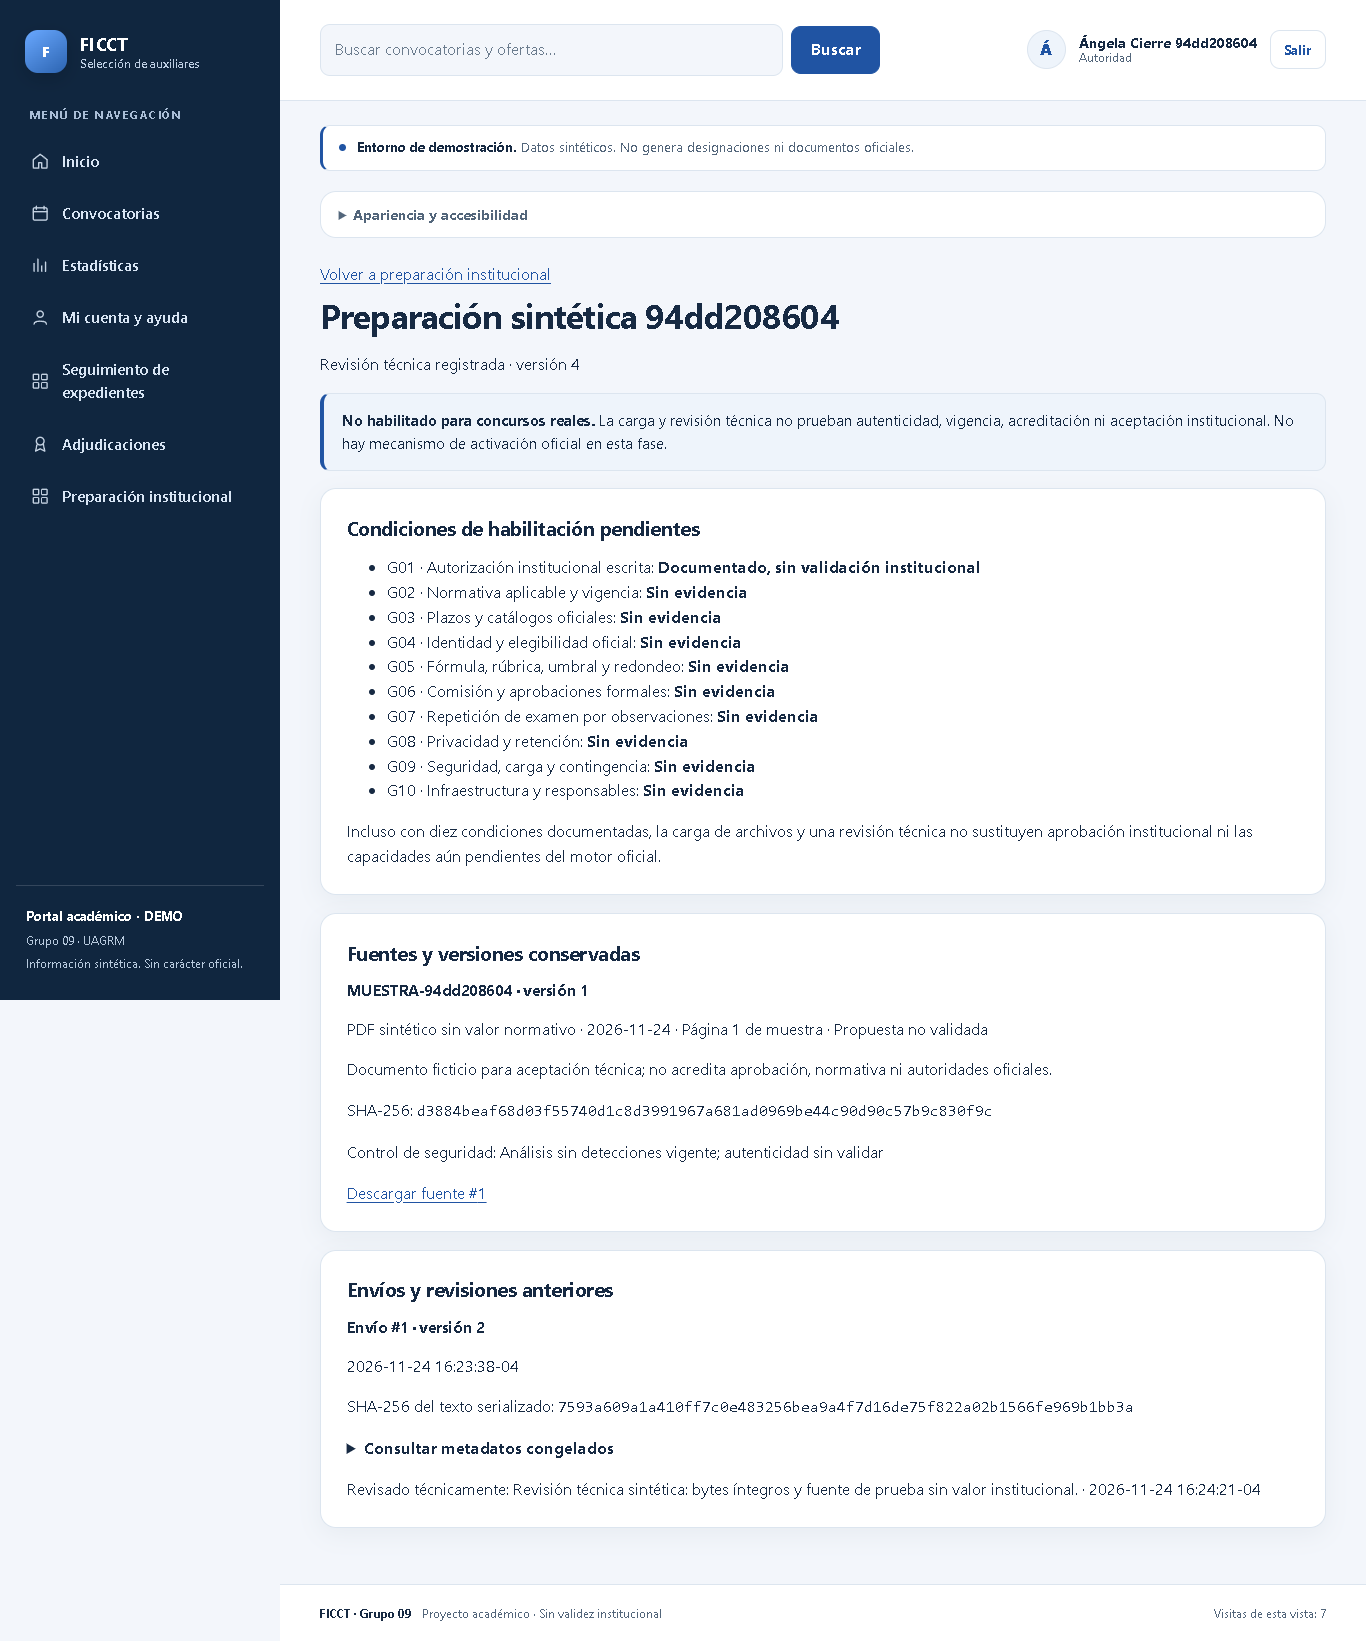 F
FICCT
Selección de auxiliares
MENÚ DE NAVEGACIÓN
Inicio
Convocatorias
Estadísticas
Mi cuenta y ayuda
Seguimiento de
expedientes
Adjudicaciones
Preparación institucional
Portal académico · DEMO
Grupo 09 · UAGRM
Información sintética. Sin carácter oficial.
Buscar convocatorias y ofertas...
Buscar
Á
Ángela Cierre 94dd208604
Autoridad
Salir
Entorno de demostración. Datos sintéticos. No genera designaciones ni documentos oficiales.
Apariencia y accesibilidad
Volver a preparación institucional
Preparación sintética 94dd208604
Revisión técnica registrada · versión 4
No habilitado para concursos reales. La carga y revisión técnica no prueban autenticidad, vigencia, acreditación ni aceptación institucional. No
hay mecanismo de activación oficial en esta fase.
Condiciones de habilitación pendientes
G01 · Autorización institucional escrita: Documentado, sin validación institucional
G02 · Normativa aplicable y vigencia: Sin evidencia
G03 · Plazos y catálogos oficiales: Sin evidencia
G04 · Identidad y elegibilidad oficial: Sin evidencia
G05 · Fórmula, rúbrica, umbral y redondeo: Sin evidencia
G06 · Comisión y aprobaciones formales: Sin evidencia
G07 · Repetición de examen por observaciones: Sin evidencia
G08 · Privacidad y retención: Sin evidencia
G09 · Seguridad, carga y contingencia: Sin evidencia
G10 · Infraestructura y responsables: Sin evidencia
Incluso con diez condiciones documentadas, la carga de archivos y una revisión técnica no sustituyen aprobación institucional ni las
capacidades aún pendientes del motor oficial.
Fuentes y versiones conservadas
MUESTRA-94dd208604 · versión 1
PDF sintético sin valor normativo · 2026-11-24 · Página 1 de muestra · Propuesta no validada
Documento ficticio para aceptación técnica; no acredita aprobación, normativa ni autoridades oficiales.
SHA-256: d3884beaf68d03f55740d1c8d3991967a681ad0969be44c90d90c57b9c830f9c
Control de seguridad: Análisis sin detecciones vigente; autenticidad sin validar
Descargar fuente #1
Envíos y revisiones anteriores
Envío #1 · versión 2
2026-11-24 16:23:38-04
SHA-256 del texto serializado: 7593a609a1a410ff7c0e483256bea9a4f7d16de75f822a02b1566fe969b1bb3a
Consultar metadatos congelados
Revisado técnicamente: Revisión técnica sintética: bytes íntegros y fuente de prueba sin valor institucional. · 2026-11-24 16:24:21-04
FICCT · Grupo 09 Proyecto académico · Sin validez institucional
Visitas de esta vista: 7